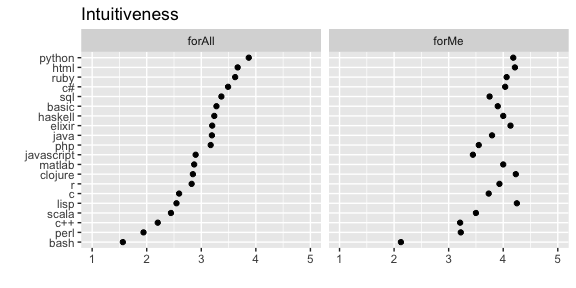 Intuitiveness
forAll forMe
python
html
ruby
c#
sql
basic
haskell
elixir
java
php
javascript
matlab
clojure
r
c
lisp
scala
c++
perl
bash
1 2 3 4 5 1 2 3 4 5